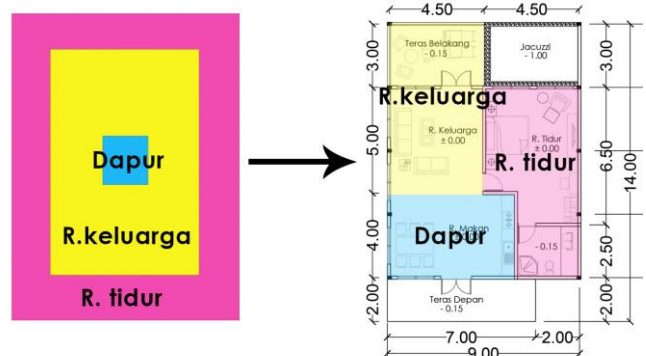 Dapur
R.keluarga
R. tidur
4.50 4.50
3.00
Teras Belakang
- 0.15
Jacuzzi
- 1.00
3.00
R.keluarga
5.00
R. Keluarga
± 0.00
R. Tidur
± 0.00
R. tidur
6.50
14.00
4.00
R. Makan
Dapur
- 0.15
2.50
2.00
Teras Depan
- 0.15
2.00
7.00 2.00
9.00